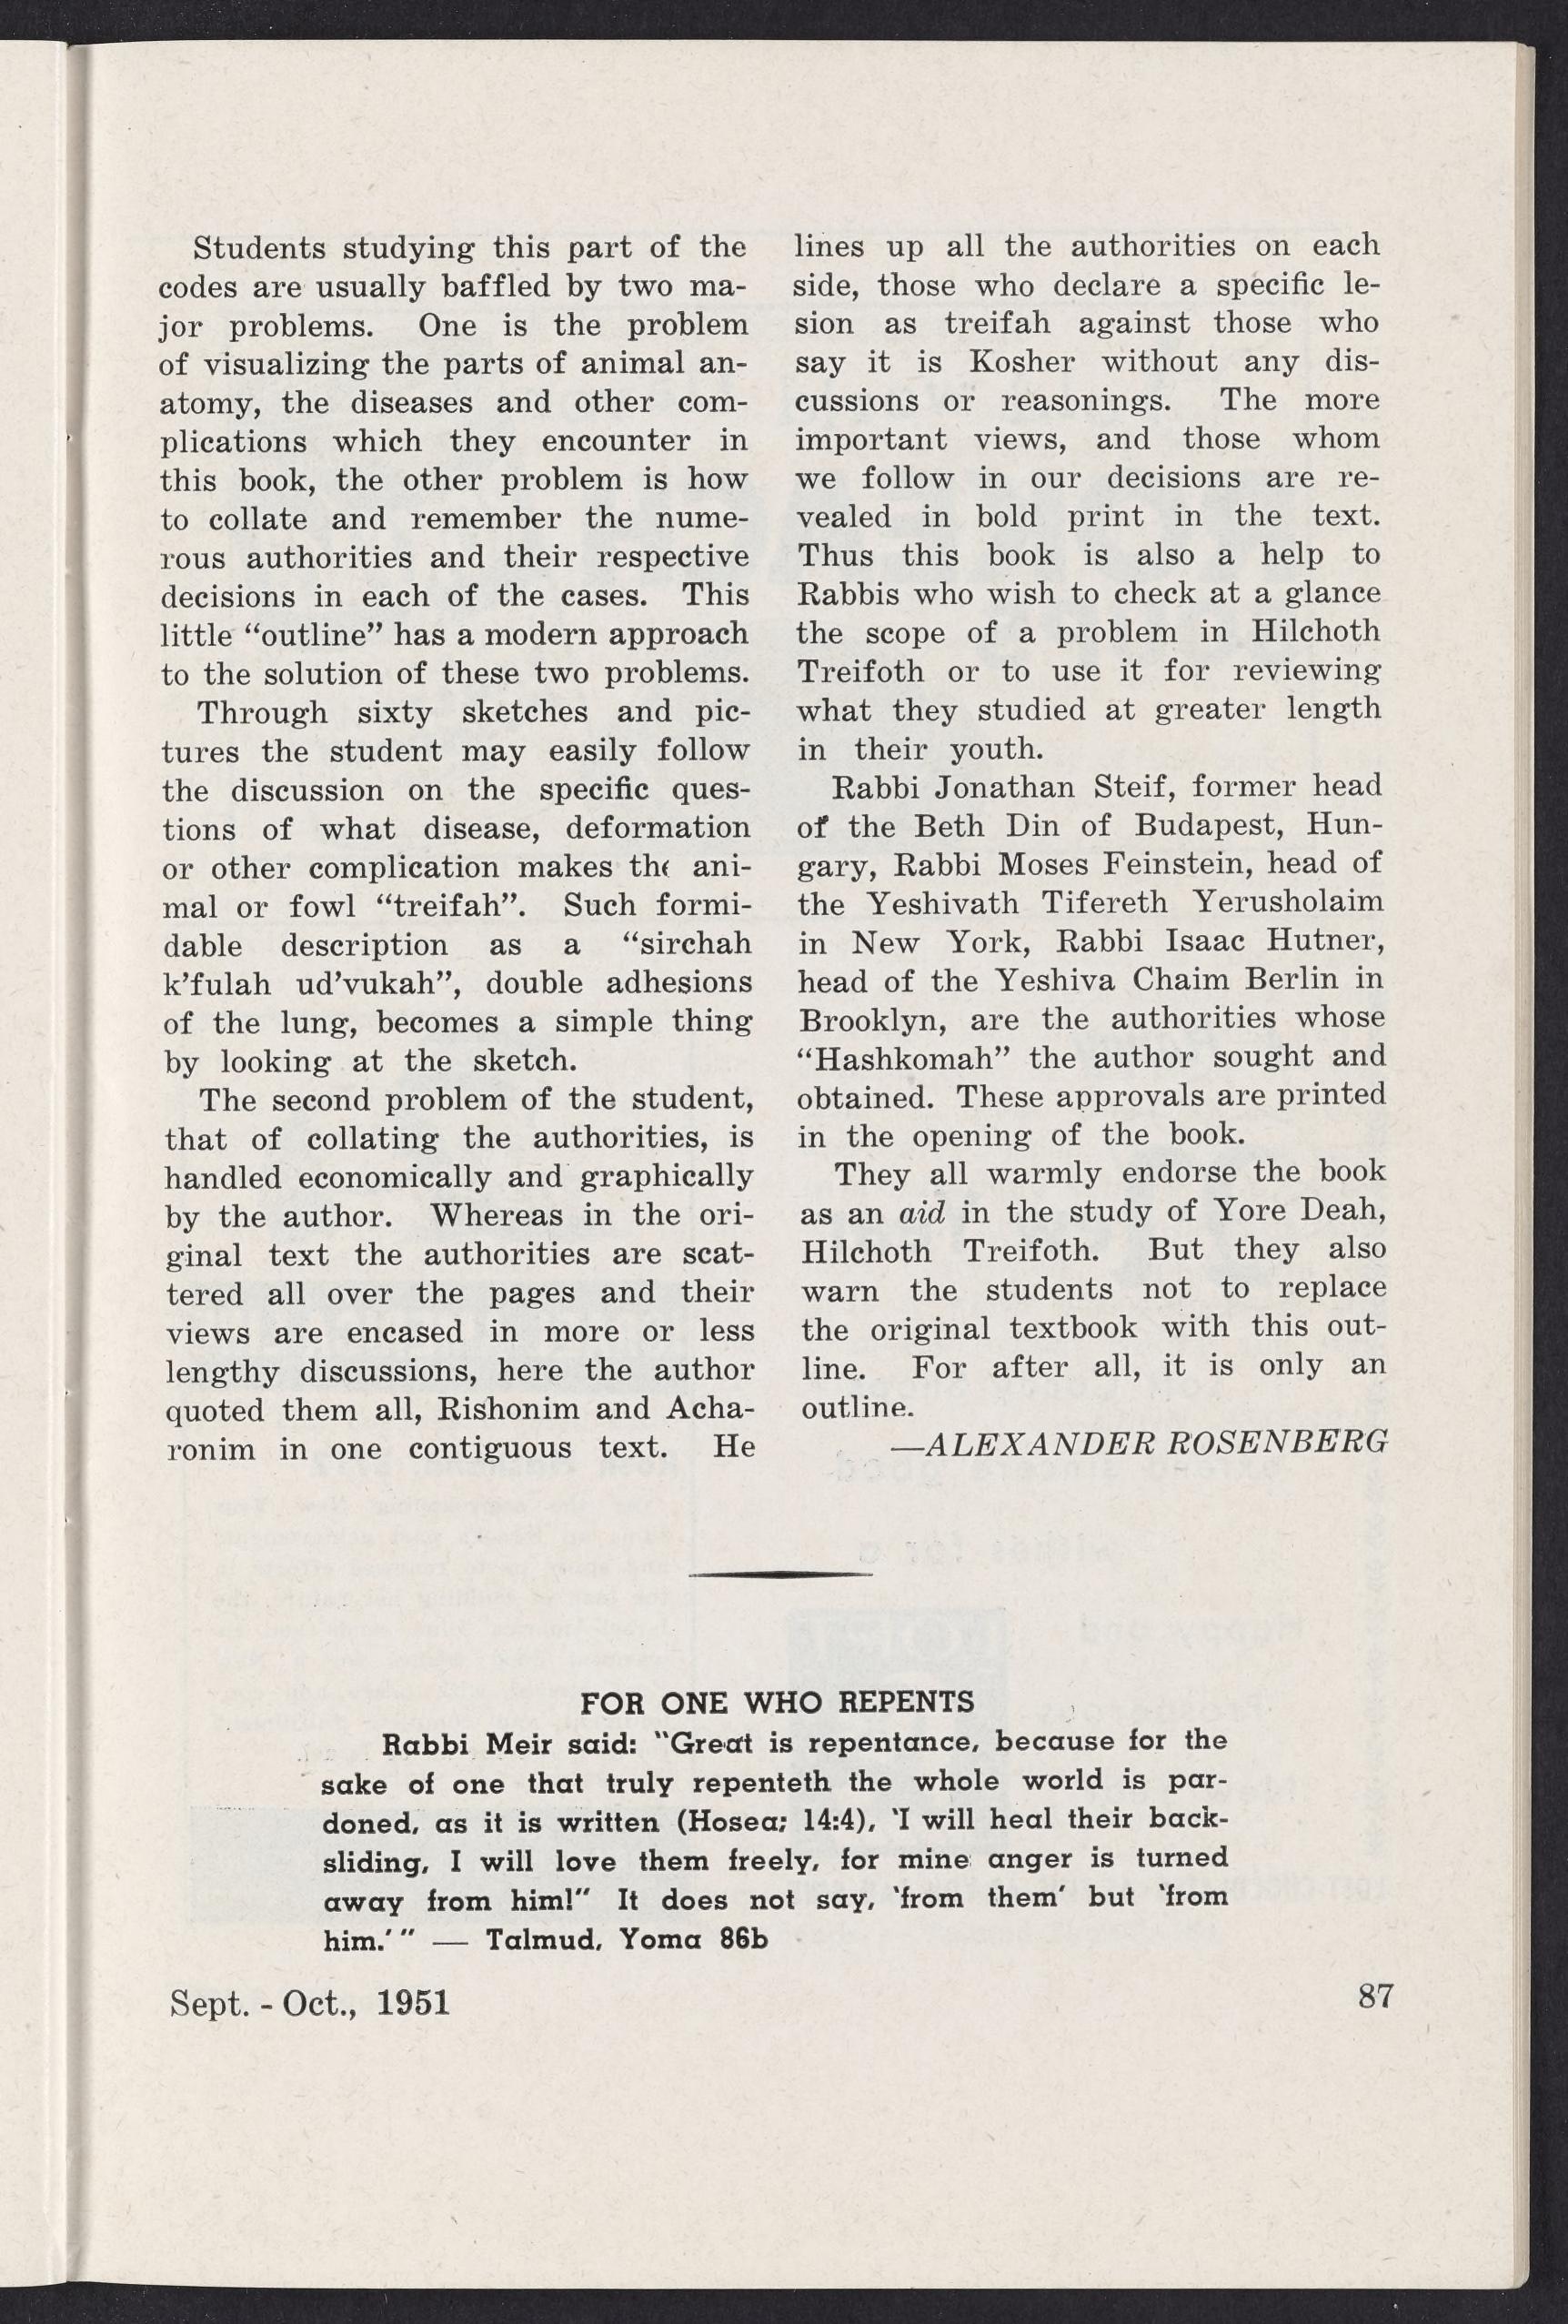 Students studying this part of the
codes are usually baffled by two ma-
jor problems. One is the problem
of visualizing the parts of animal an-
atomy, the diseases and other com-
plications which they encounter in
this book, the other problem is how
to collate and remember the nume-
rous authorities and their respective
decisions in each of the cases. This
little “outline” has a modern approach
to the solution of these two problems.
Through sixty sketches and pic-
tures the student may easily follow
the discussion on the specific ques-
tions of what disease, deformation
or other complication makes the ani-
mal or fowl “treifah”. Such formi-
dable description as a “sirchah
k’fulah ud’vukah”, double adhesions
of the lung, becomes a simple thing
by looking at the sketch.
The second problem of the student,
that of collating the authorities, is
handled economically and graphically
by the author. Whereas in the ori-
ginal text the authorities are scat-
tered all over the pages and their
views are encased in more or less
lengthy discussions, here the author
quoted them all, Rishonim and Acha-
ronim in one contiguous text. He
lines up all the authorities on each
side, those who declare a specific le-
sion as treifah against those who
say it is Kosher without any dis-
cussions or reasonings. The more
important views, and those whom
we follow in our decisions are re-
vealed in bold print in the text.
Thus this book is also a help to
Rabbis who wish to check at a glance
the scope of a problem in Hilchoth
Treifoth or to use it for reviewing
what they studied at greater length
in their youth.
Rabbi Jonathan Steif, former head
of the Beth Din of Budapest, Hun-
gary, Rabbi Moses Feinstein, head of
the Yeshivath Tifereth Yerusholaim
in New York, Rabbi Isaac Hutner,
head of the Yeshiva Chaim Berlin in
Brooklyn, are the authorities whose
“Hashkomah” the author sought and
obtained. These approvals are printed
in the opening of the book.
They all warmly endorse the book
as an aid in the study of Yore Deah,
Hilchoth Treifoth. But they also
warn the students not to replace
the original textbook with this out-
line. For after all, it is only an
outline.
—ALEXANDER ROSENBERG
FOR ONE WHO REPENTS
Rabbi Meir said: “Great is repentance, because for the
sake of one that truly repenteth the whole world is par-
doned, as it is written (Hosea; 14:4), ‘I will heal their back-
sliding, I will love them freely, for mine anger is turned
away from him!” It does not say, ‘from them’ but ‘from
him.’” — Talmud, Yoma 86b
Sept. - Oct., 1951
87